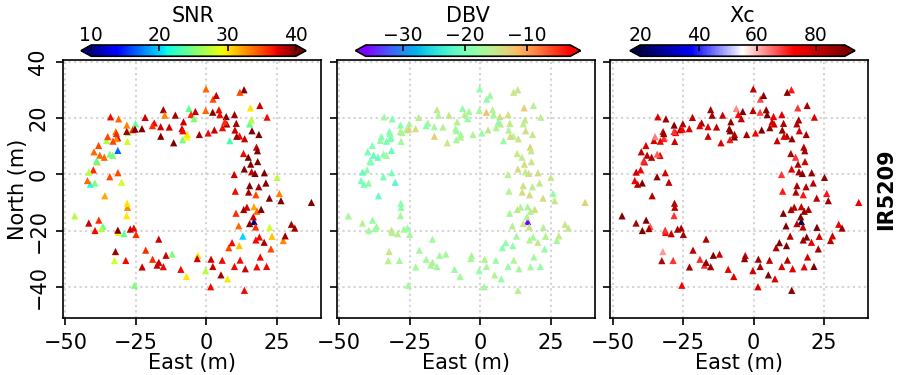 SNR DBV Xc
10 20 30 40 −30 −20 −10 20 40 60 80
40
20
0
−20
−40
North (m)
IR5209
−50 −25 0 25 −50 −25 0 25 −50 −25 0 25
East (m) East (m) East (m)